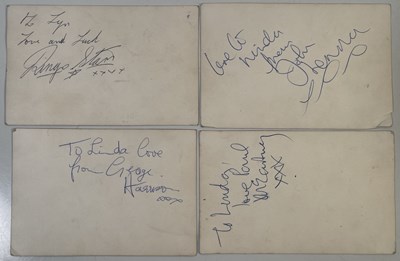 To Lyn
Love and Luck
Ringo Starr
xxxx
love to
Linda
from
John
Lennon
To Linda love
from George
Harrison
xxx
To Linda,
love Paul
McCartney
xxx